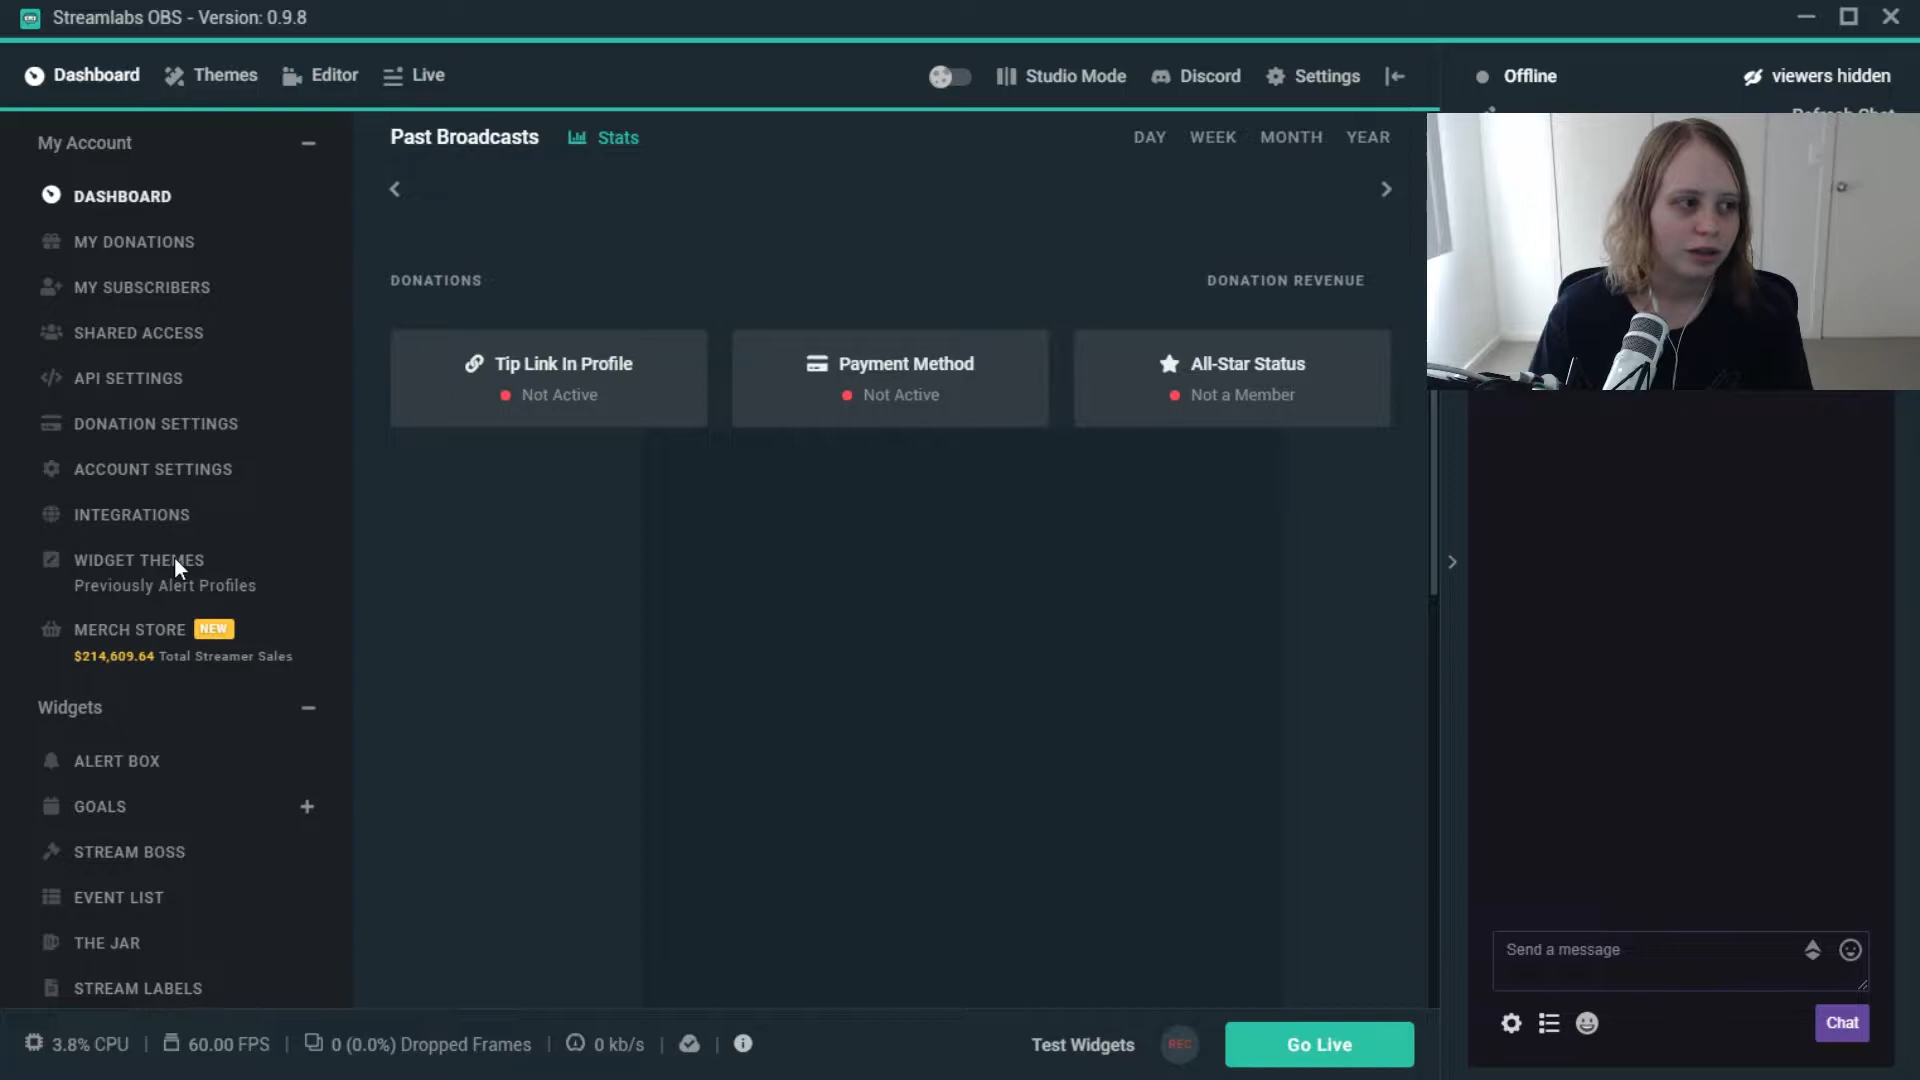 Streamlabs OBS - Version: 0.9.8
Dashboard
Themes
Editor
Live
Studio Mode
Discord
Settings
Offline
viewers hidden
Refresh Chat
My Account
DASHBOARD
MY DONATIONS
MY SUBSCRIBERS
SHARED ACCESS
API SETTINGS
DONATION SETTINGS
ACCOUNT SETTINGS
INTEGRATIONS
WIDGET THEMES
Previously Alert Profiles
MERCH STORE NEW
$214,609.64 Total Streamer Sales
Widgets
ALERT BOX
GOALS
STREAM BOSS
EVENT LIST
THE JAR
STREAM LABELS
Past Broadcasts
Stats
DAY WEEK MONTH YEAR
DONATIONS
DONATION REVENUE
Tip Link In Profile
Not Active
Payment Method
Not Active
All-Star Status
Not a Member
Send a message
Chat
3.8% CPU
60.00 FPS
0 (0.0%) Dropped Frames
0 kb/s
Test Widgets
REC
Go Live